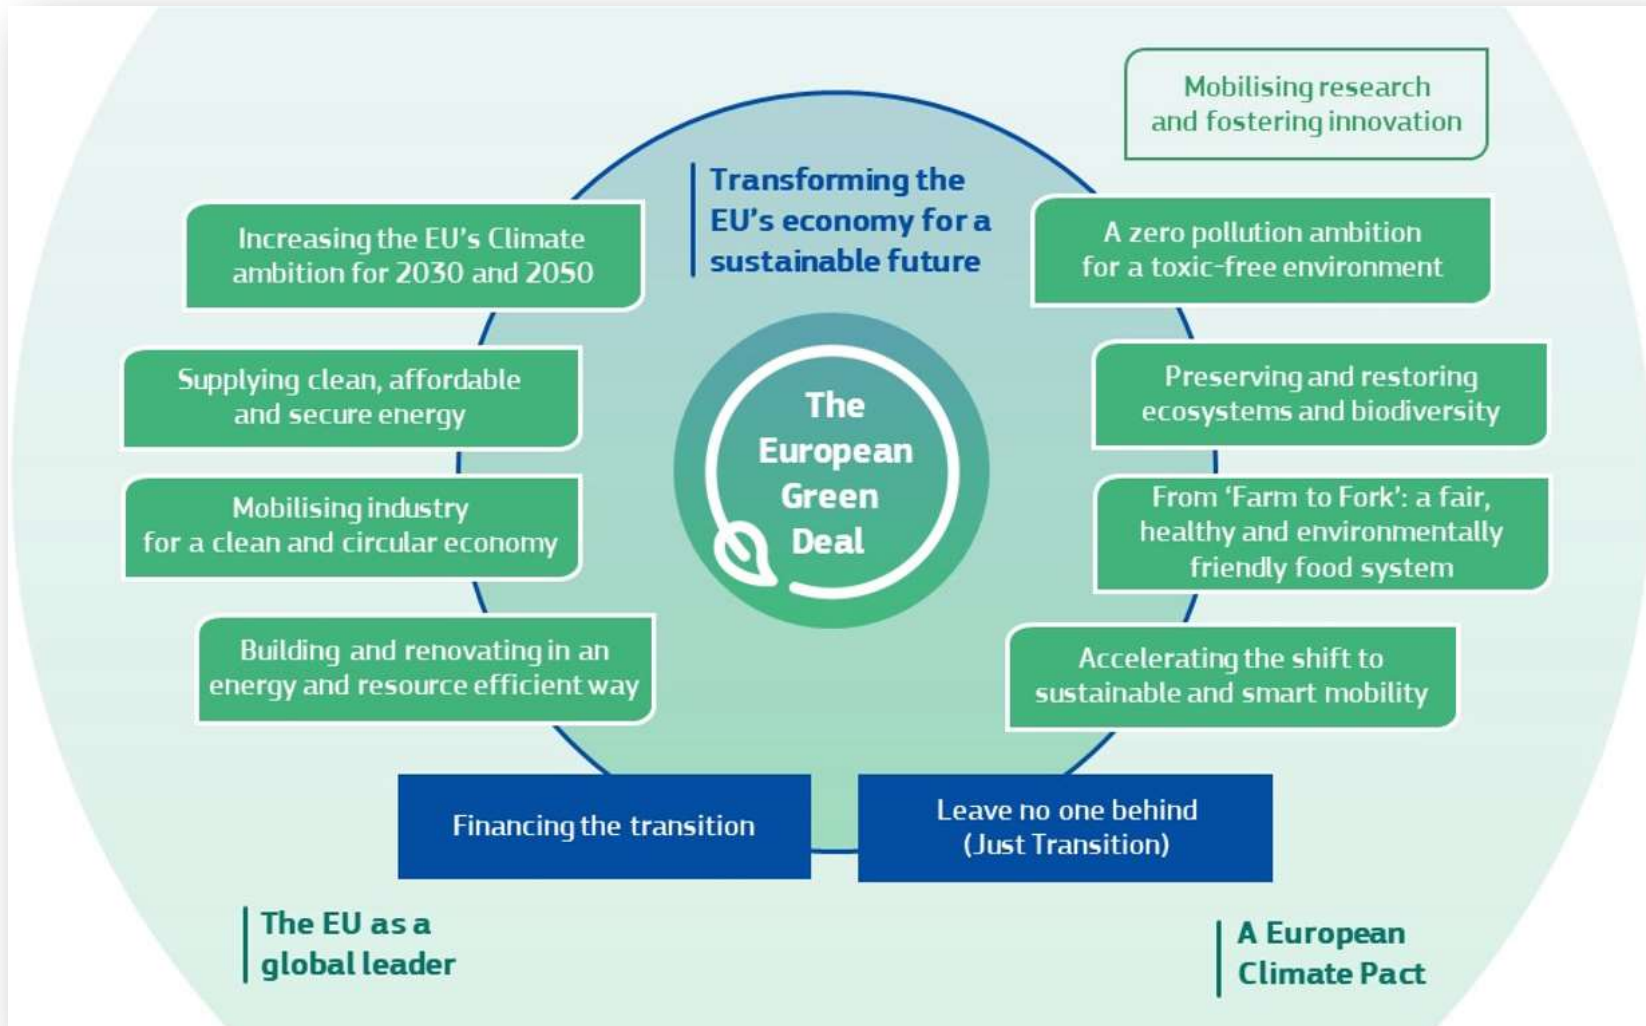 Mobilising research
and fostering innovation
Transforming the
EU's economy for a
sustainable future
Increasing the EU's Climate
ambition for 2030 and 2050
A zero pollution ambition
for a toxic-free environment
Supplying clean, affordable
and secure energy
The
European
Green
Deal
Preserving and restoring
ecosystems and biodiversity
Mobilising industry
for a clean and circular economy
From ‘Farm to Fork’: a fair,
healthy and environmentally
friendly food system
Building and renovating in an
energy and resource efficient way
Accelerating the shift to
sustainable and smart mobility
Financing the transition
Leave no one behind
(Just Transition)
The EU as a
global leader
A European
Climate Pact